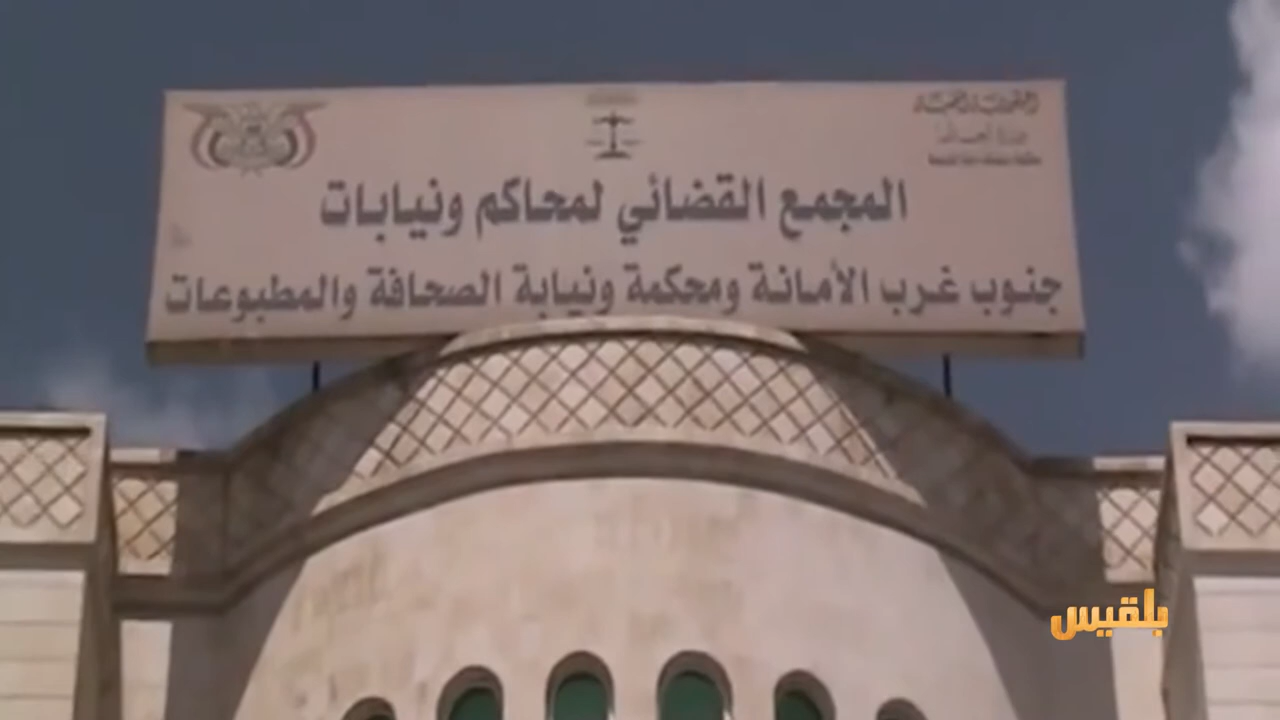 المجمع القضائي لمحاكم ونيابات
جنوب غرب الأمانة ومحكمة ونيابة الصحافة والمطبوعات
بلقيس